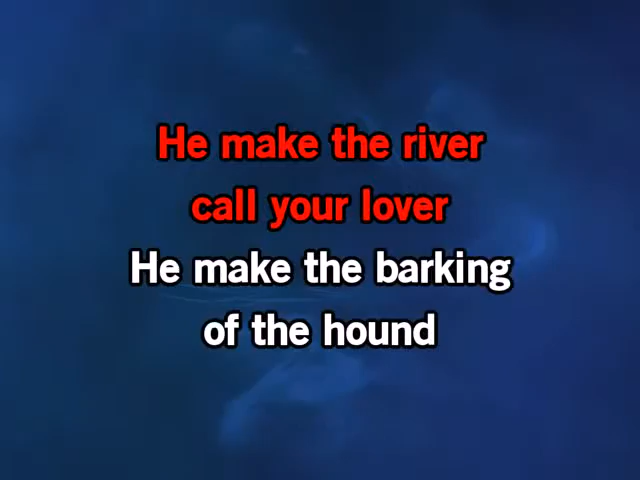 He make the river
call your lover
He make the barking
of the hound